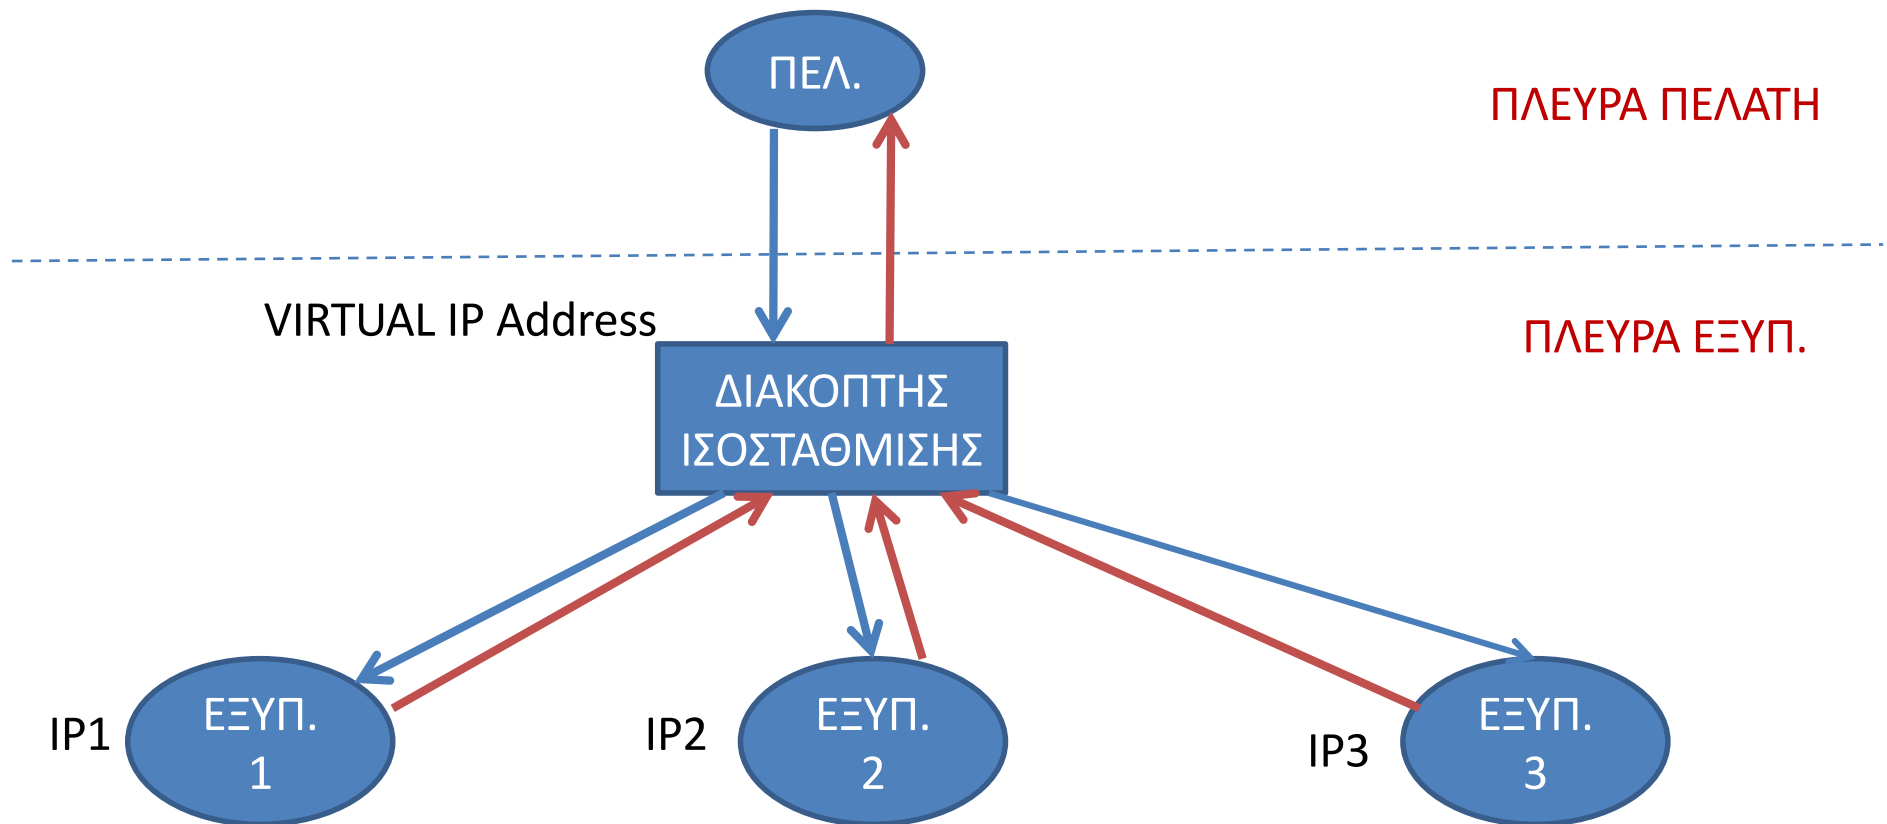 ΠΕΛ.
ΠΛΕΥΡΑ ΠΕΛΑΤΗ
VIRTUAL IP Address
ΠΛΕΥΡΑ ΕΞΥΠ.
ΔΙΑΚΟΠΤΗΣ
ΙΣΟΣΤΑΘΜΙΣΗΣ
IP1
ΕΞΥΠ.
1
IP2
ΕΞΥΠ.
2
IP3
ΕΞΥΠ.
3